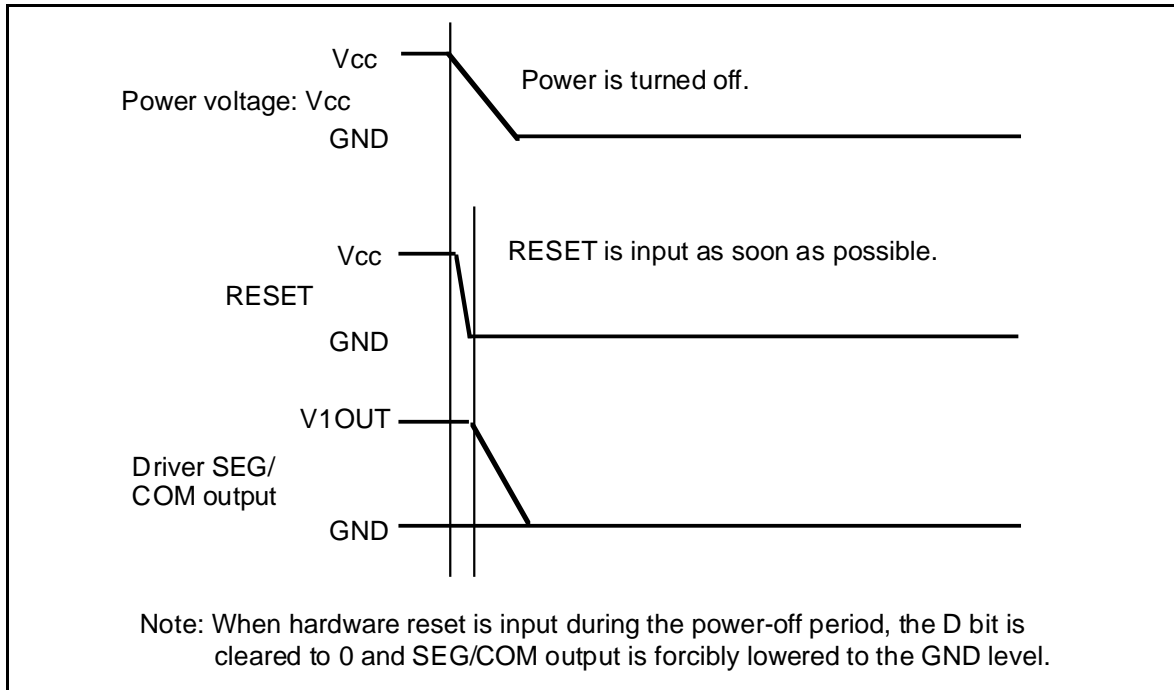 Vcc
Power is turned off.
Power voltage: Vcc
GND
Vcc
RESET is input as soon as possible.
RESET
GND
V1OUT
Driver SEG/
COM output
GND
Note: When hardware reset is input during the power-off period, the D bit is
cleared to 0 and SEG/COM output is forcibly lowered to the GND level.